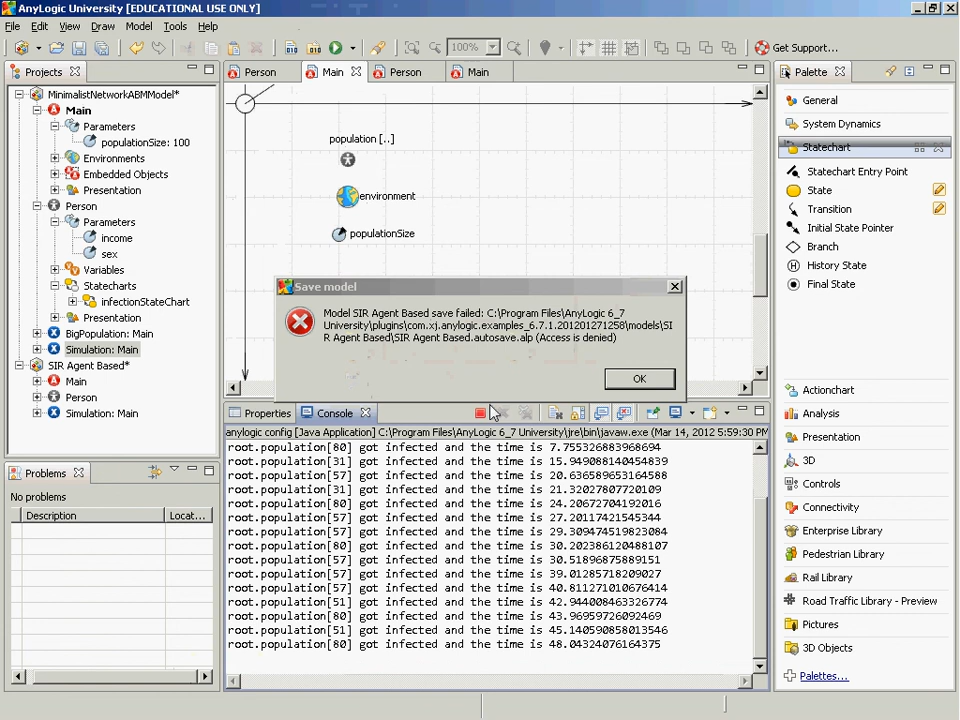 AnyLogic University [EDUCATIONAL USE ONLY]
File Edit View Draw Model Tools Help
100% Get Support...
Projects
MinimalistNetworkABMModel*
Main
Parameters
populationSize: 100
Environments
Embedded Objects
Presentation
Person
Parameters
income
sex
Variables
Statecharts
infectionStateChart
Presentation
BigPopulation: Main
Simulation: Main
SIR Agent Based*
Main
Person
Simulation: Main
Problems
No problems
Description Locat...
Person Main Person Main
population [..]
environment
populationSize
Save model
Model SIR Agent Based save failed: C:\Program Files\AnyLogic 6_7
University\plugins\com.xj.anylogic.examples_6.7.1.201201271258\models\SI
R Agent Based\SIR Agent Based.autosave.alp (Access is denied)
OK
Properties Console
anylogic config [Java Application] C:\Program Files\AnyLogic 6_7 University\jre\bin\javaw.exe (Mar 14, 2012 5:59:30 PM)
root.population[80] got infected and the time is 7.755326883968694
root.population[31] got infected and the time is 15.949088140454839
root.population[57] got infected and the time is 20.636589653164588
root.population[31] got infected and the time is 21.32027807720109
root.population[80] got infected and the time is 24.20672704192016
root.population[57] got infected and the time is 27.20117421545344
root.population[57] got infected and the time is 29.309474519823084
root.population[80] got infected and the time is 30.202386120488107
root.population[57] got infected and the time is 30.51896875889151
root.population[57] got infected and the time is 39.01285718209027
root.population[57] got infected and the time is 40.811271010676414
root.population[51] got infected and the time is 42.944008463326774
root.population[80] got infected and the time is 43.96959726092469
root.population[51] got infected and the time is 45.140590858013546
root.population[80] got infected and the time is 48.04324076164375
Palette
General
System Dynamics
Statechart
Statechart Entry Point
State
Transition
Initial State Pointer
Branch
History State
Final State
Actionchart
Analysis
Presentation
3D
Controls
Connectivity
Enterprise Library
Pedestrian Library
Rail Library
Road Traffic Library - Preview
Pictures
3D Objects
Palettes...